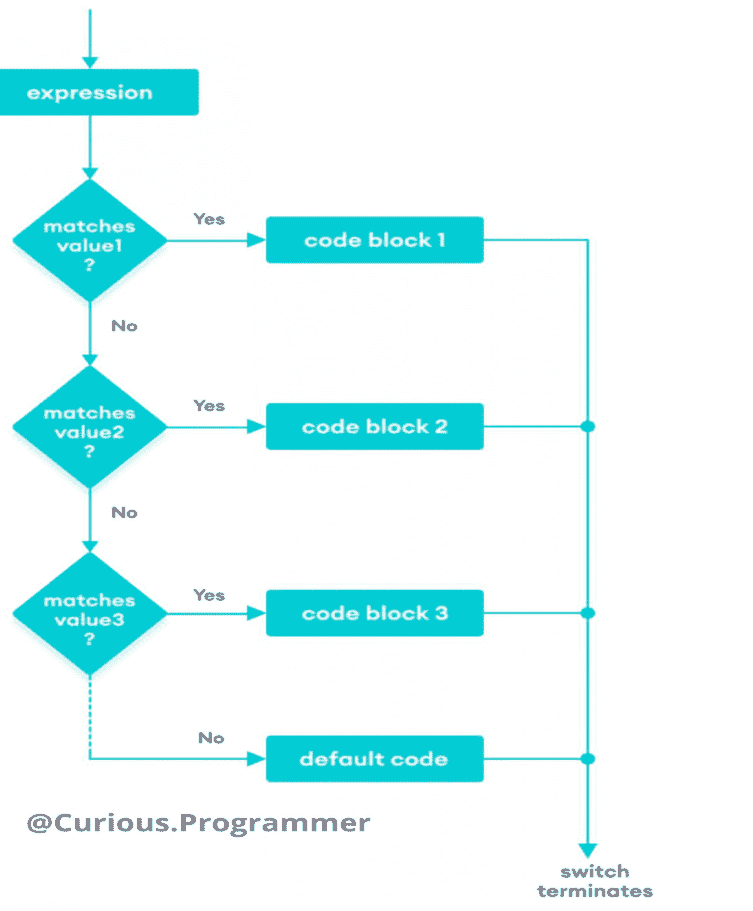 expression
matches
value1
?
Yes
code block 1
No
matches
value2
?
Yes
code block 2
No
matches
value3
?
Yes
code block 3
No
default code
@Curious.Programmer
switch
terminates